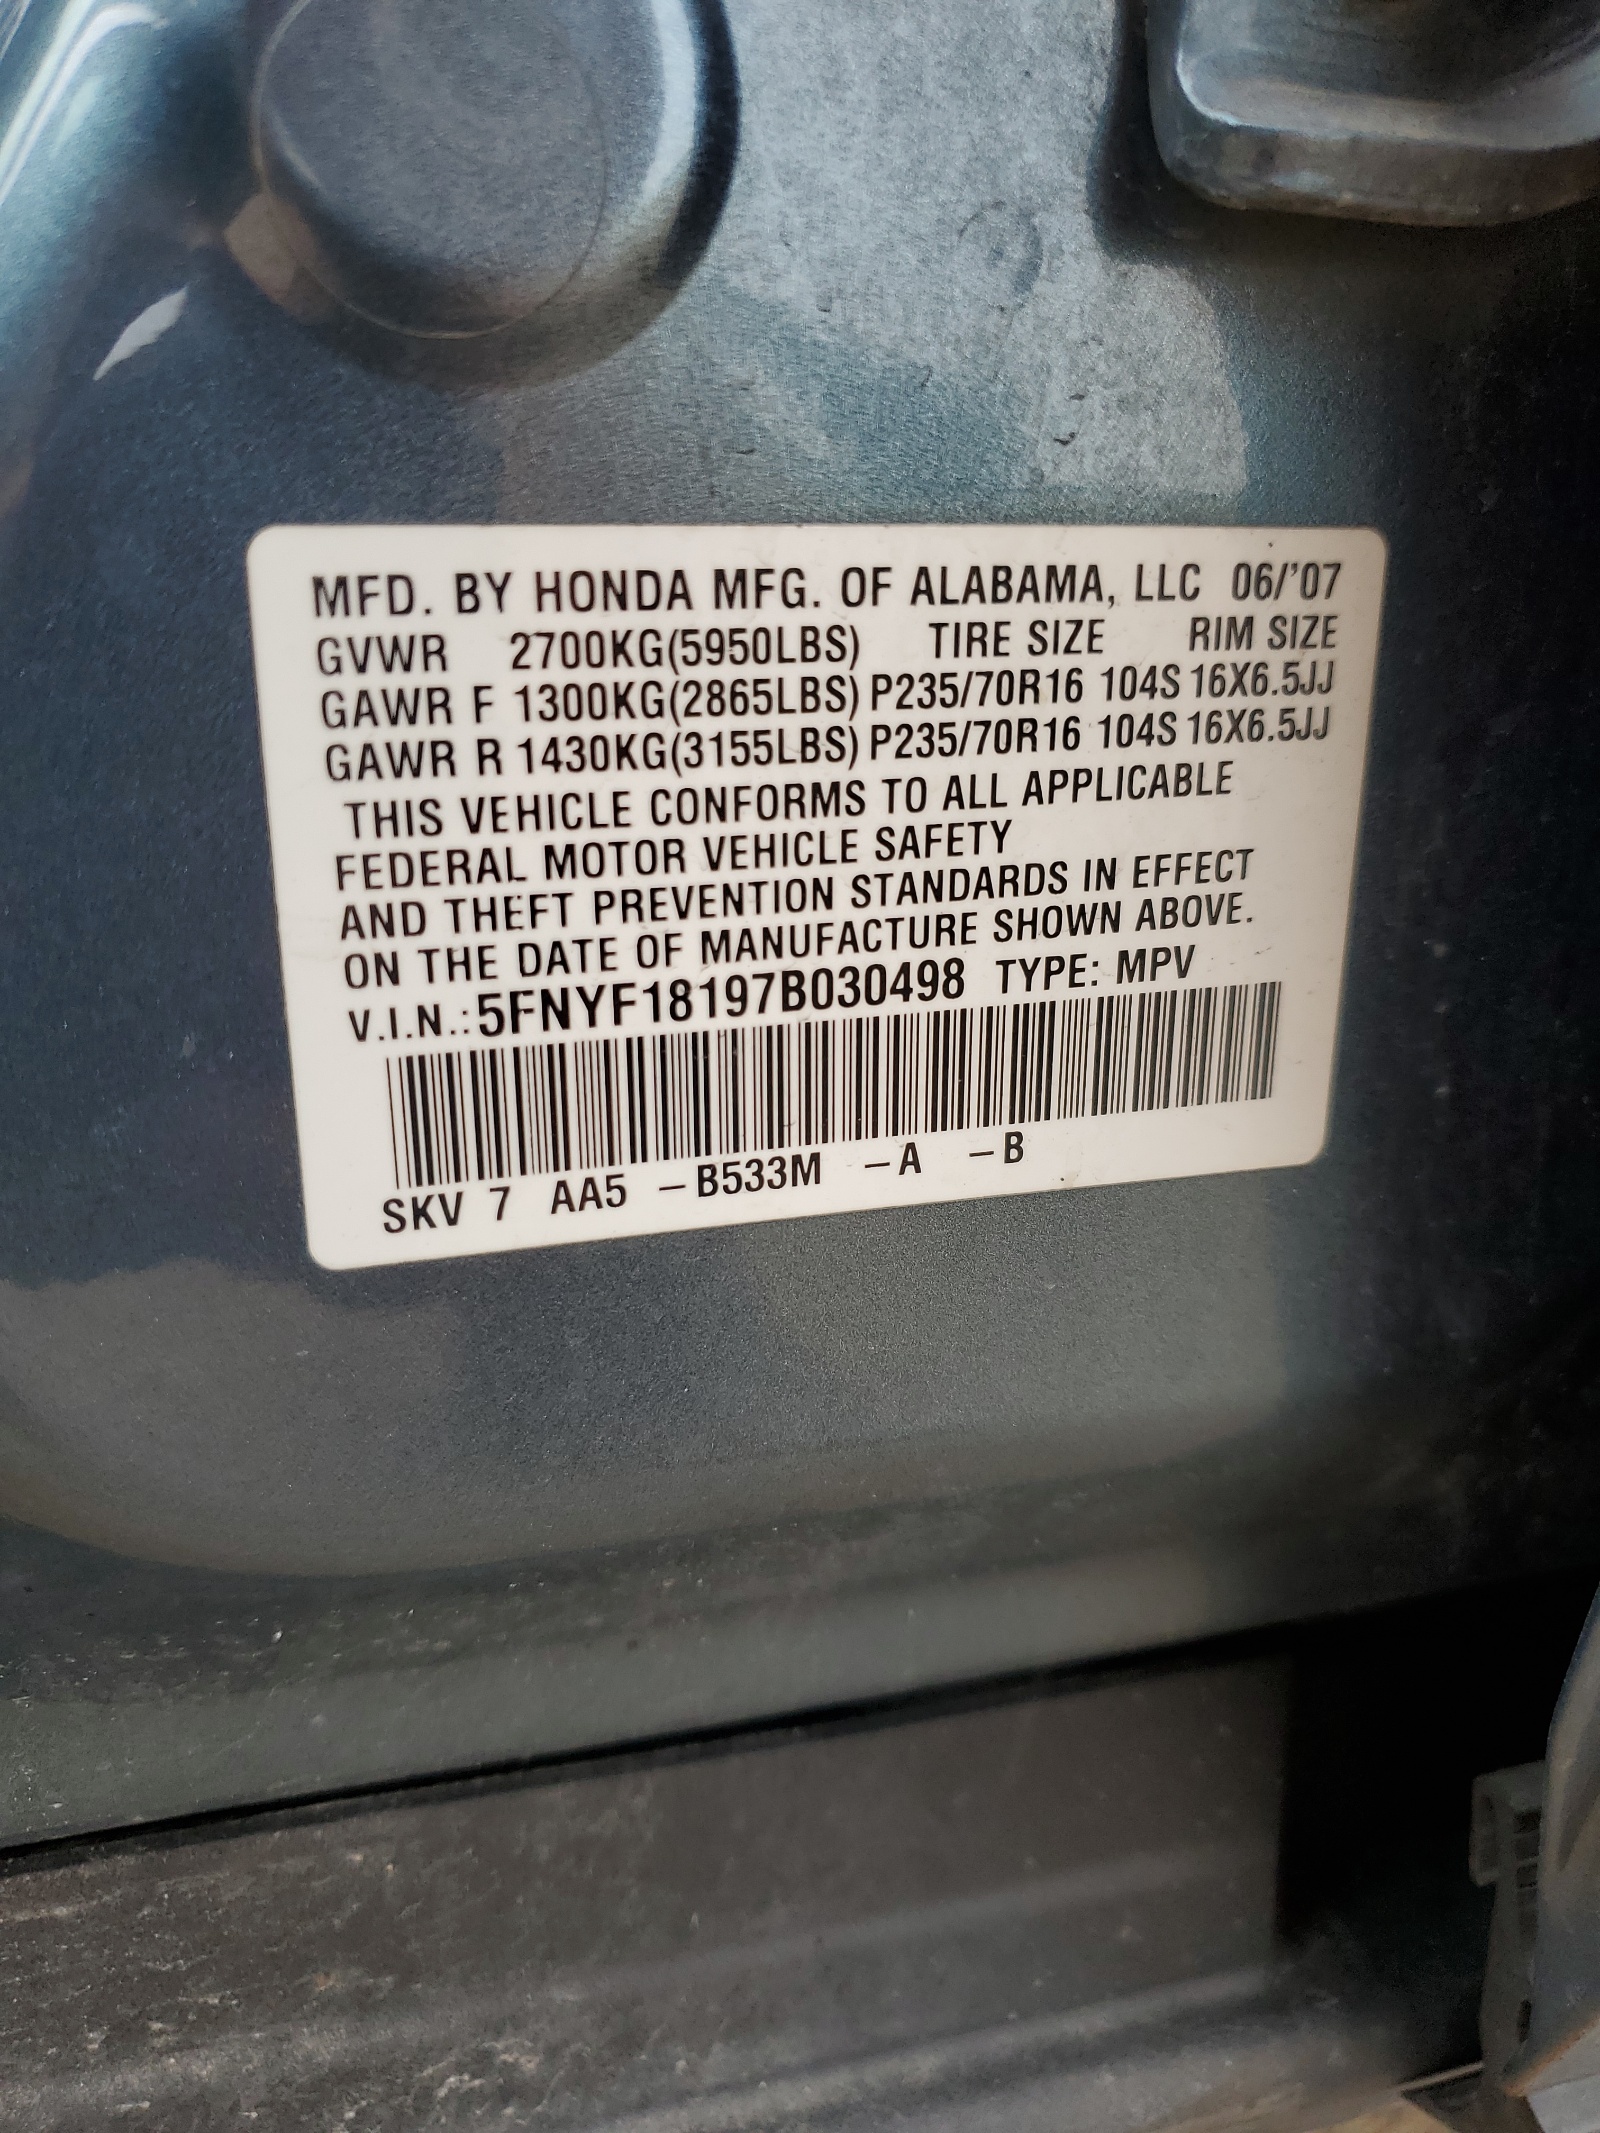 MFD. BY HONDA MFG. OF ALABAMA, LLC 06/'07
GVWR 2700KG(5950LBS) TIRE SIZE RIM SIZE
GAWR F 1300KG(2865LBS) P235/70R16 104S 16X6.5JJ
GAWR R 1430KG(3155LBS) P235/70R16 104S 16X6.5JJ
THIS VEHICLE CONFORMS TO ALL APPLICABLE
FEDERAL MOTOR VEHICLE SAFETY
AND THEFT PREVENTION STANDARDS IN EFFECT
ON THE DATE OF MANUFACTURE SHOWN ABOVE.
V.I.N.: 5FNYF18197B030498 TYPE: MPV
SKV 7 AA5 -B533M -A -B